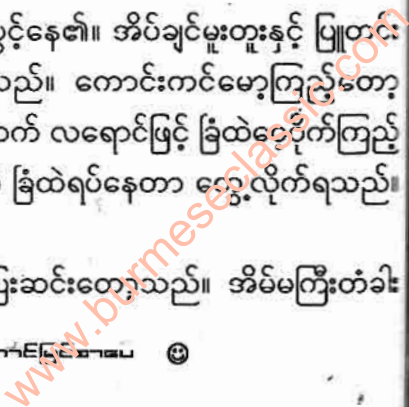 ွင့်နေ၏။ အိပ်ချင်မူးတူးနှင့် ပြူတင်း
သည်။ ကောင်းကင်မော့ကြည့်တော့
လရောင်ဖြင့် ခြံထဲငေးစိုက်ကြည့်
ခြံထဲရပ်နေတာ တွေ့လိုက်ရသည်။
ပြေးဆင်းတော့သည်။ အိမ်မကြီးတံခါး
www.burmeseclassic.com